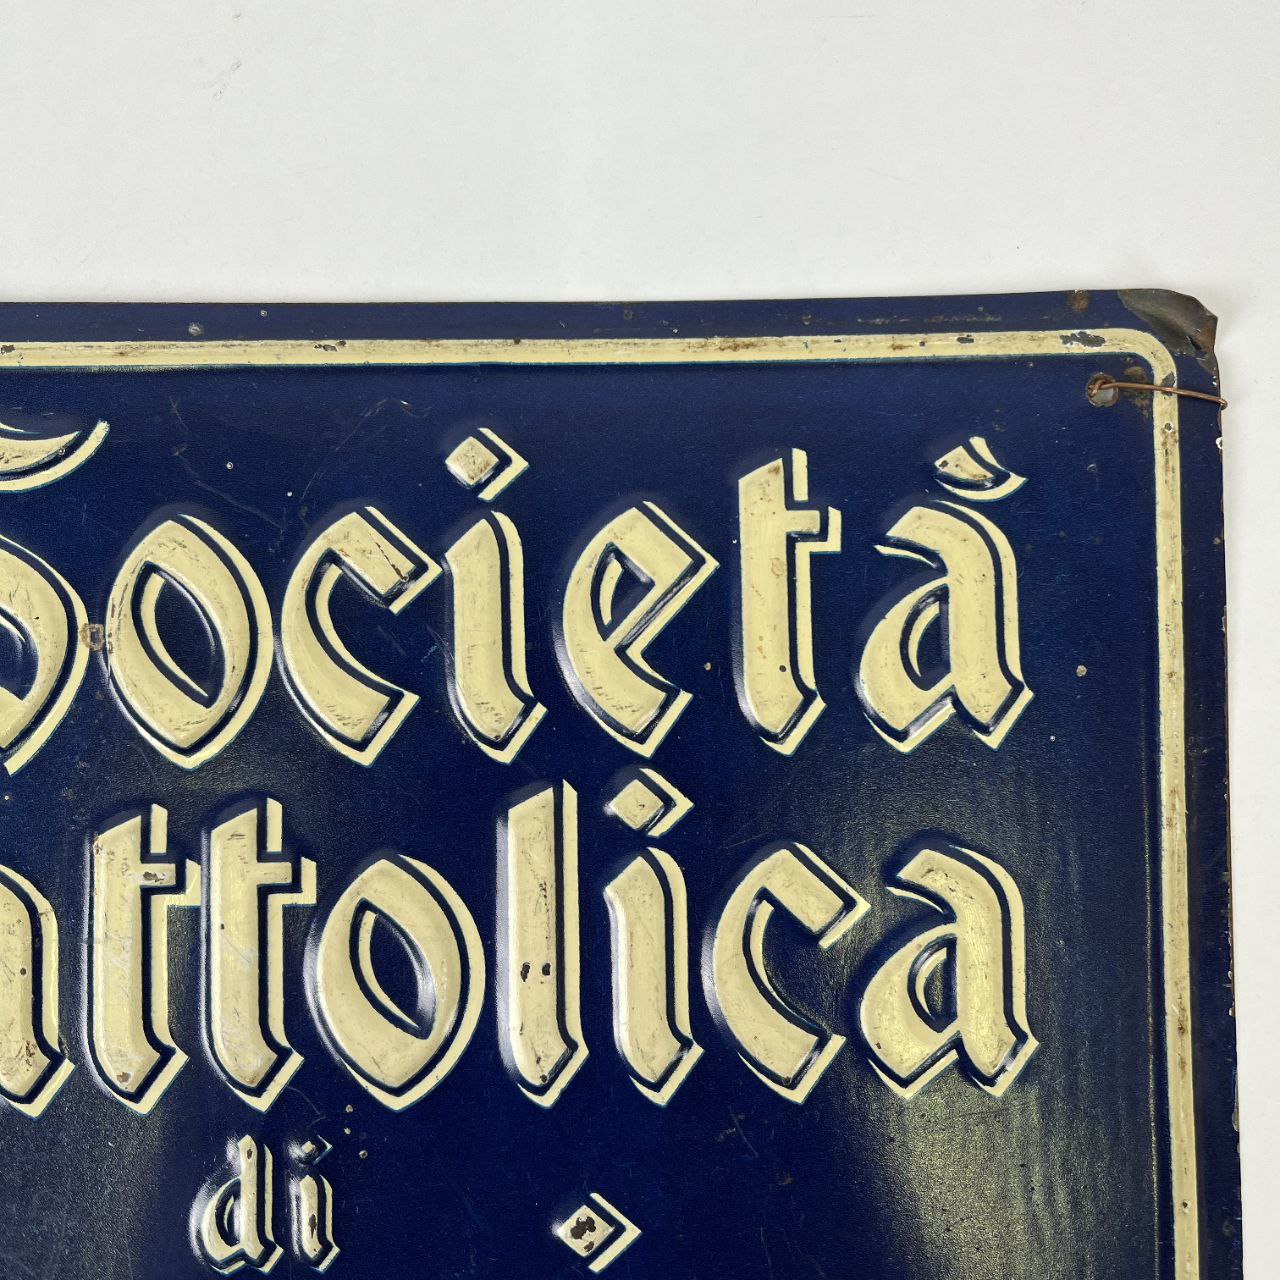 Società
attolica
di